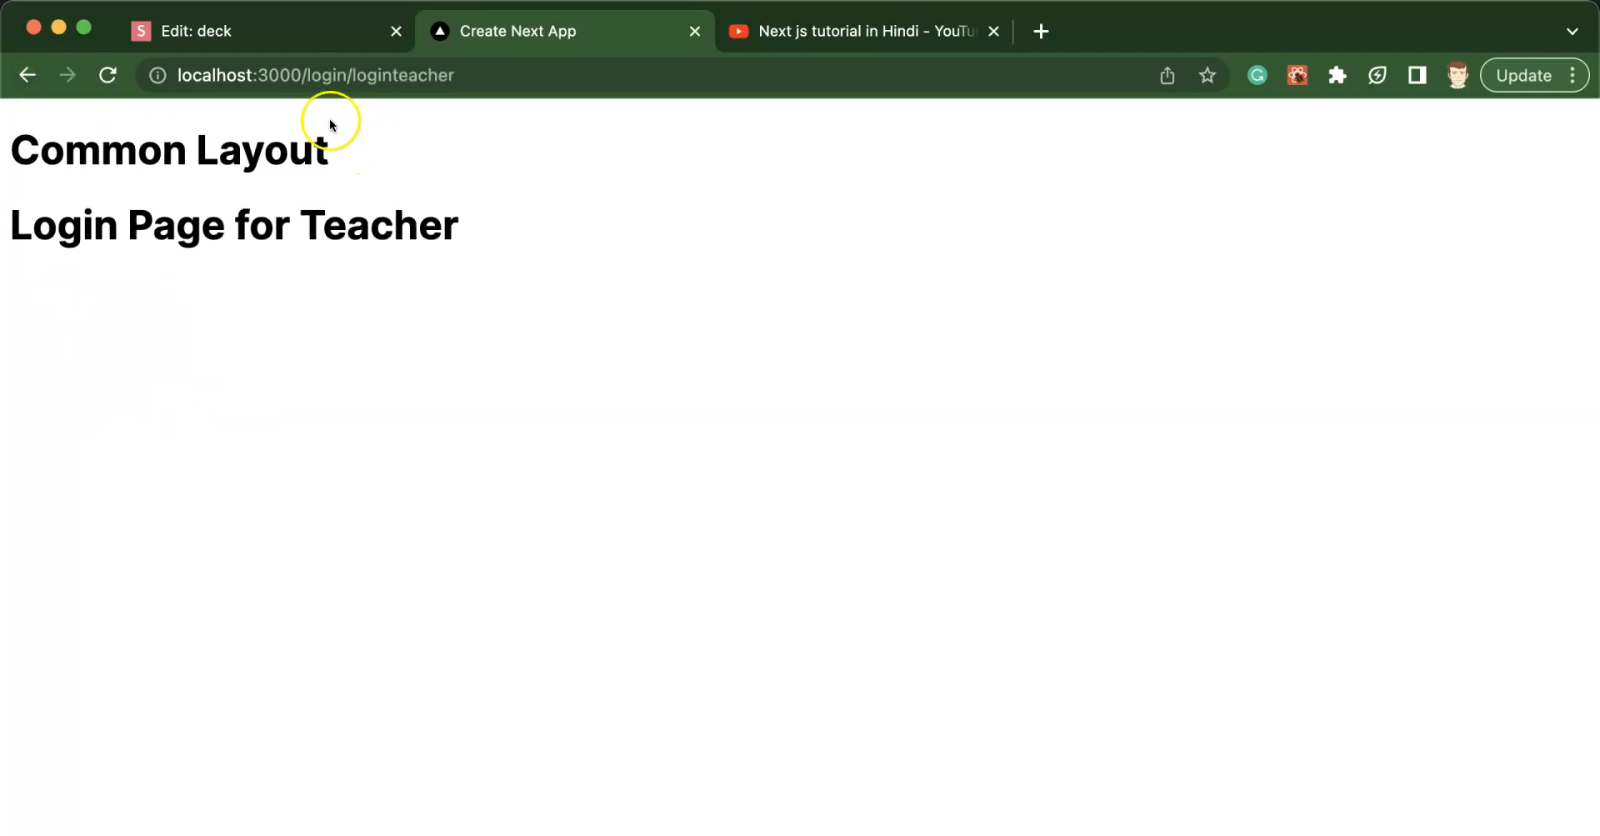 S Edit: deck
Create Next App
Next js tutorial in Hindi - YouTu
localhost:3000/login/loginteacher
G
Update
Common Layout
Login Page for Teacher